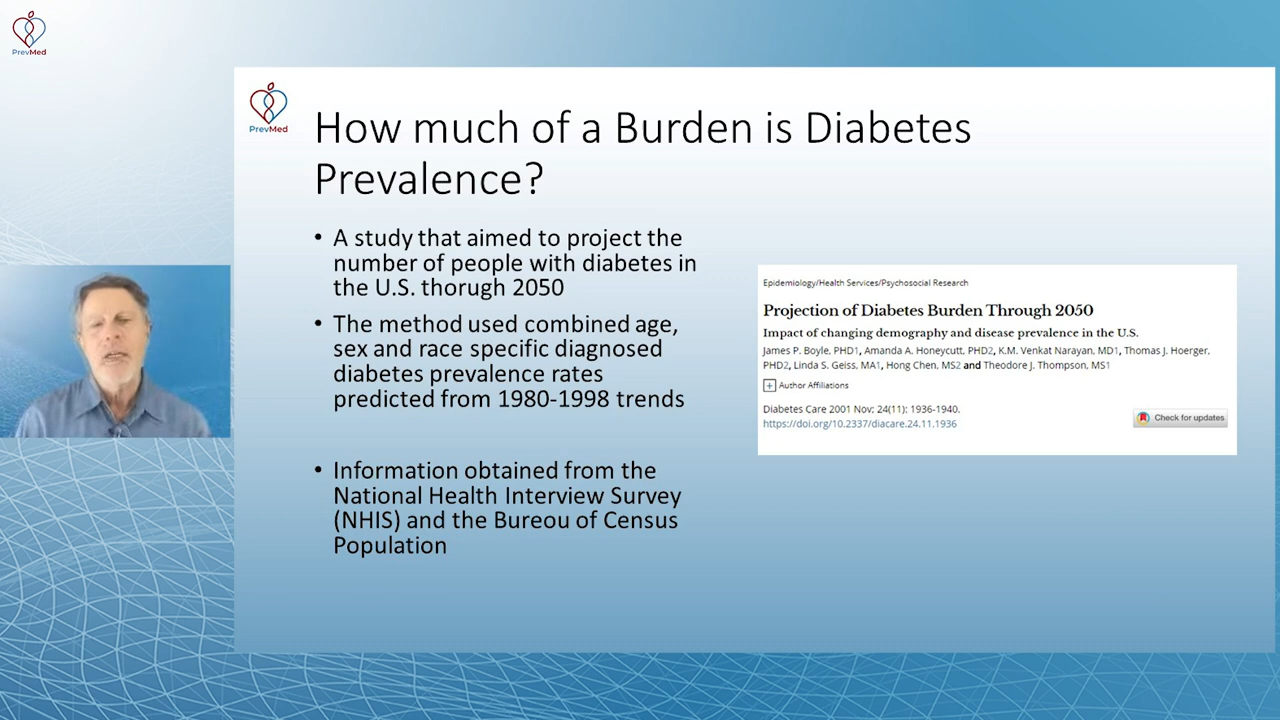 PrevMed
PrevMed
How much of a Burden is Diabetes
Prevalence?
• A study that aimed to project the
number of people with diabetes in
the U.S. thorugh 2050
• The method used combined age,
sex and race specific diagnosed
diabetes prevalence rates
predicted from 1980-1998 trends
• Information obtained from the
National Health Interview Survey
(NHIS) and the Bureou of Census
Population
Epidemiology/Health Services/Psychosocial Research
Projection of Diabetes Burden Through 2050
Impact of changing demography and disease prevalence in the U.S.
James P. Boyle, PHD1, Amanda A. Honeycutt, PHD2, K.M. Venkat Narayan, MD1, Thomas J. Hoerger,
PHD2, Linda S. Geiss, MA1, Hong Chen, MS2 and Theodore J. Thompson, MS1
+ Author Affiliations
Diabetes Care 2001 Nov; 24(11): 1936-1940.
https://doi.org/10.2337/diacare.24.11.1936
Check for updates